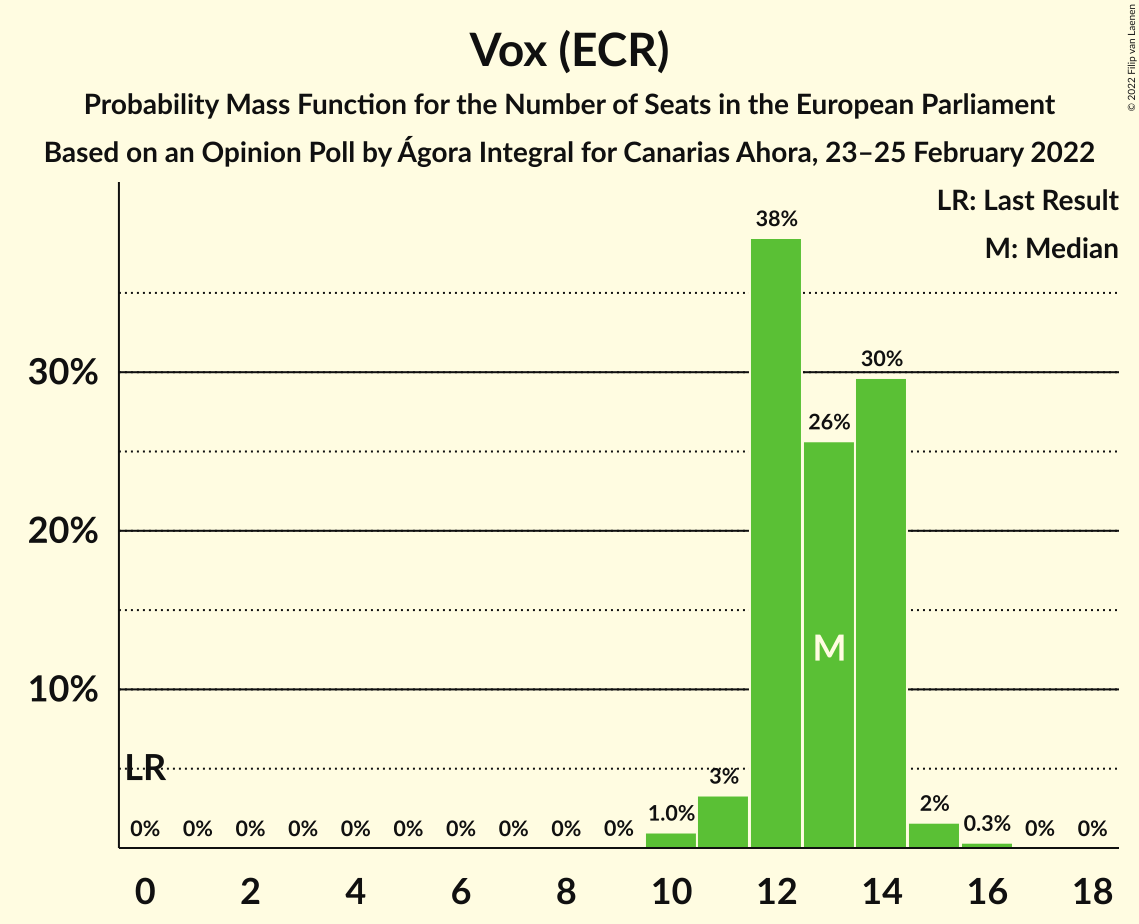 Vox (ECR)
Probability Mass Function for the Number of Seats in the European Parliament
Based on an Opinion Poll by Ágora Integral for Canarias Ahora, 23–25 February 2022
© 2022 Filip van Laenen
LR: Last Result
M: Median
38%
30%
30%
26%
20%
M
10%
LR
0% 0% 0% 0% 0% 0% 0% 0% 0% 0% 1.0% 3% 2% 0.3% 0% 0%
0 2 4 6 8 10 12 14 16 18